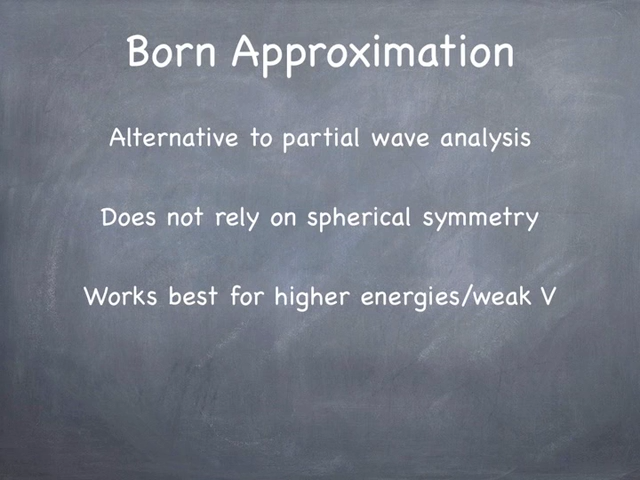 Born Approximation
Alternative to partial wave analysis
Does not rely on spherical symmetry
Works best for higher energies/weak V